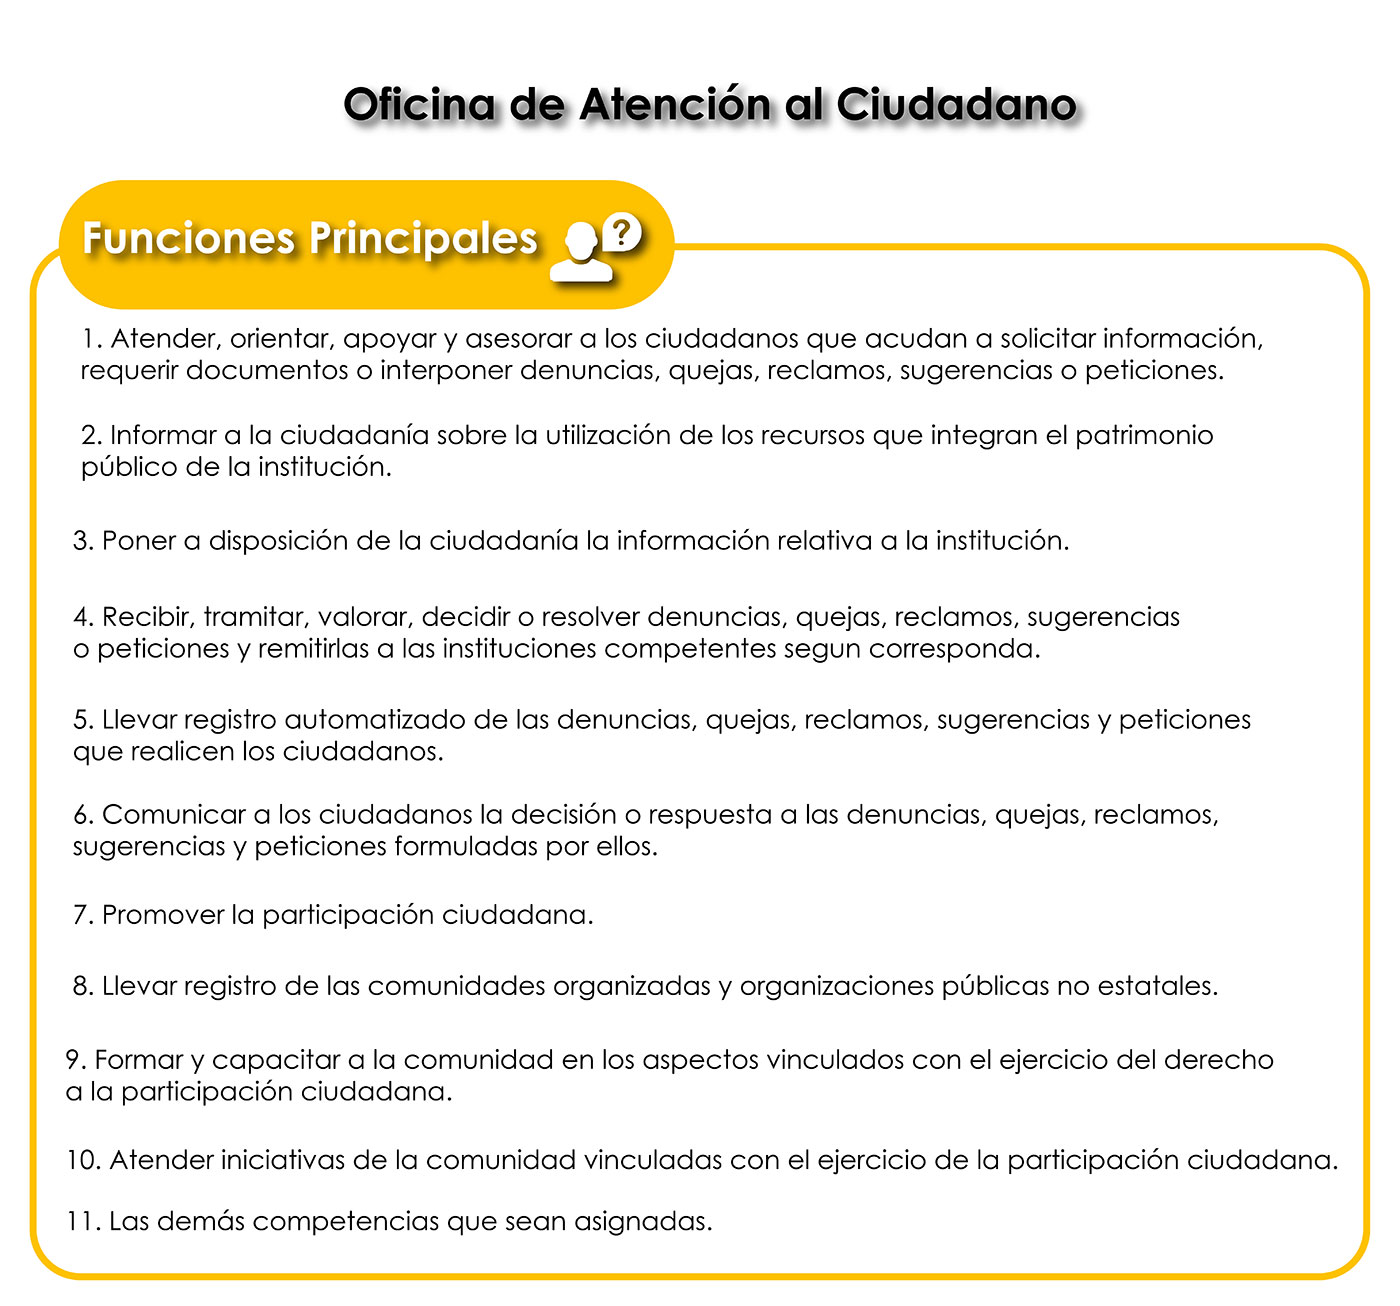 Oficina de Atención al Ciudadano
Funciones Principales
?
1. Atender, orientar, apoyar y asesorar a los ciudadanos que acudan a solicitar información,
requerir documentos o interponer denuncias, quejas, reclamos, sugerencias o peticiones.
2. Informar a la ciudadanía sobre la utilización de los recursos que integran el patrimonio
público de la institución.
3. Poner a disposición de la ciudadanía la información relativa a la institución.
4. Recibir, tramitar, valorar, decidir o resolver denuncias, quejas, reclamos, sugerencias
o peticiones y remitirlas a las instituciones competentes segun corresponda.
5. Llevar registro automatizado de las denuncias, quejas, reclamos, sugerencias y peticiones
que realicen los ciudadanos.
6. Comunicar a los ciudadanos la decisión o respuesta a las denuncias, quejas, reclamos,
sugerencias y peticiones formuladas por ellos.
7. Promover la participación ciudadana.
8. Llevar registro de las comunidades organizadas y organizaciones públicas no estatales.
9. Formar y capacitar a la comunidad en los aspectos vinculados con el ejercicio del derecho
a la participación ciudadana.
10. Atender iniciativas de la comunidad vinculadas con el ejercicio de la participación ciudadana.
11. Las demás competencias que sean asignadas.